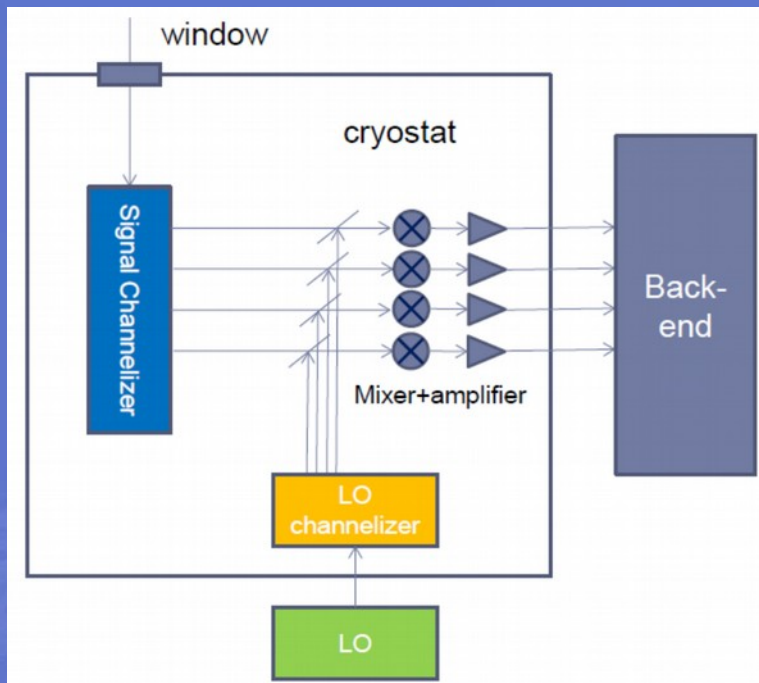 window
cryostat
Signal Channelizer
Back-
end
Mixer+amplifier
LO
channelizer
LO